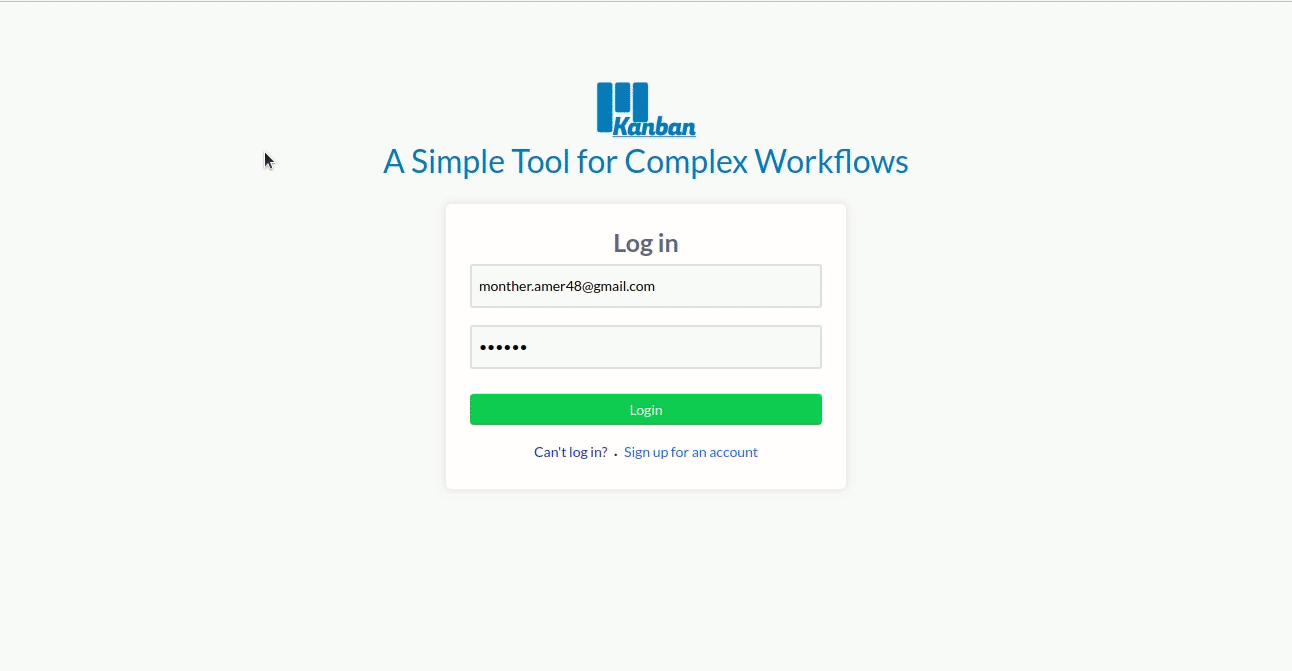 Kanban
A Simple Tool for Complex Workflows
Log in
monther.amer48@gmail.com
••••••
Login
Can't log in? . Sign up for an account